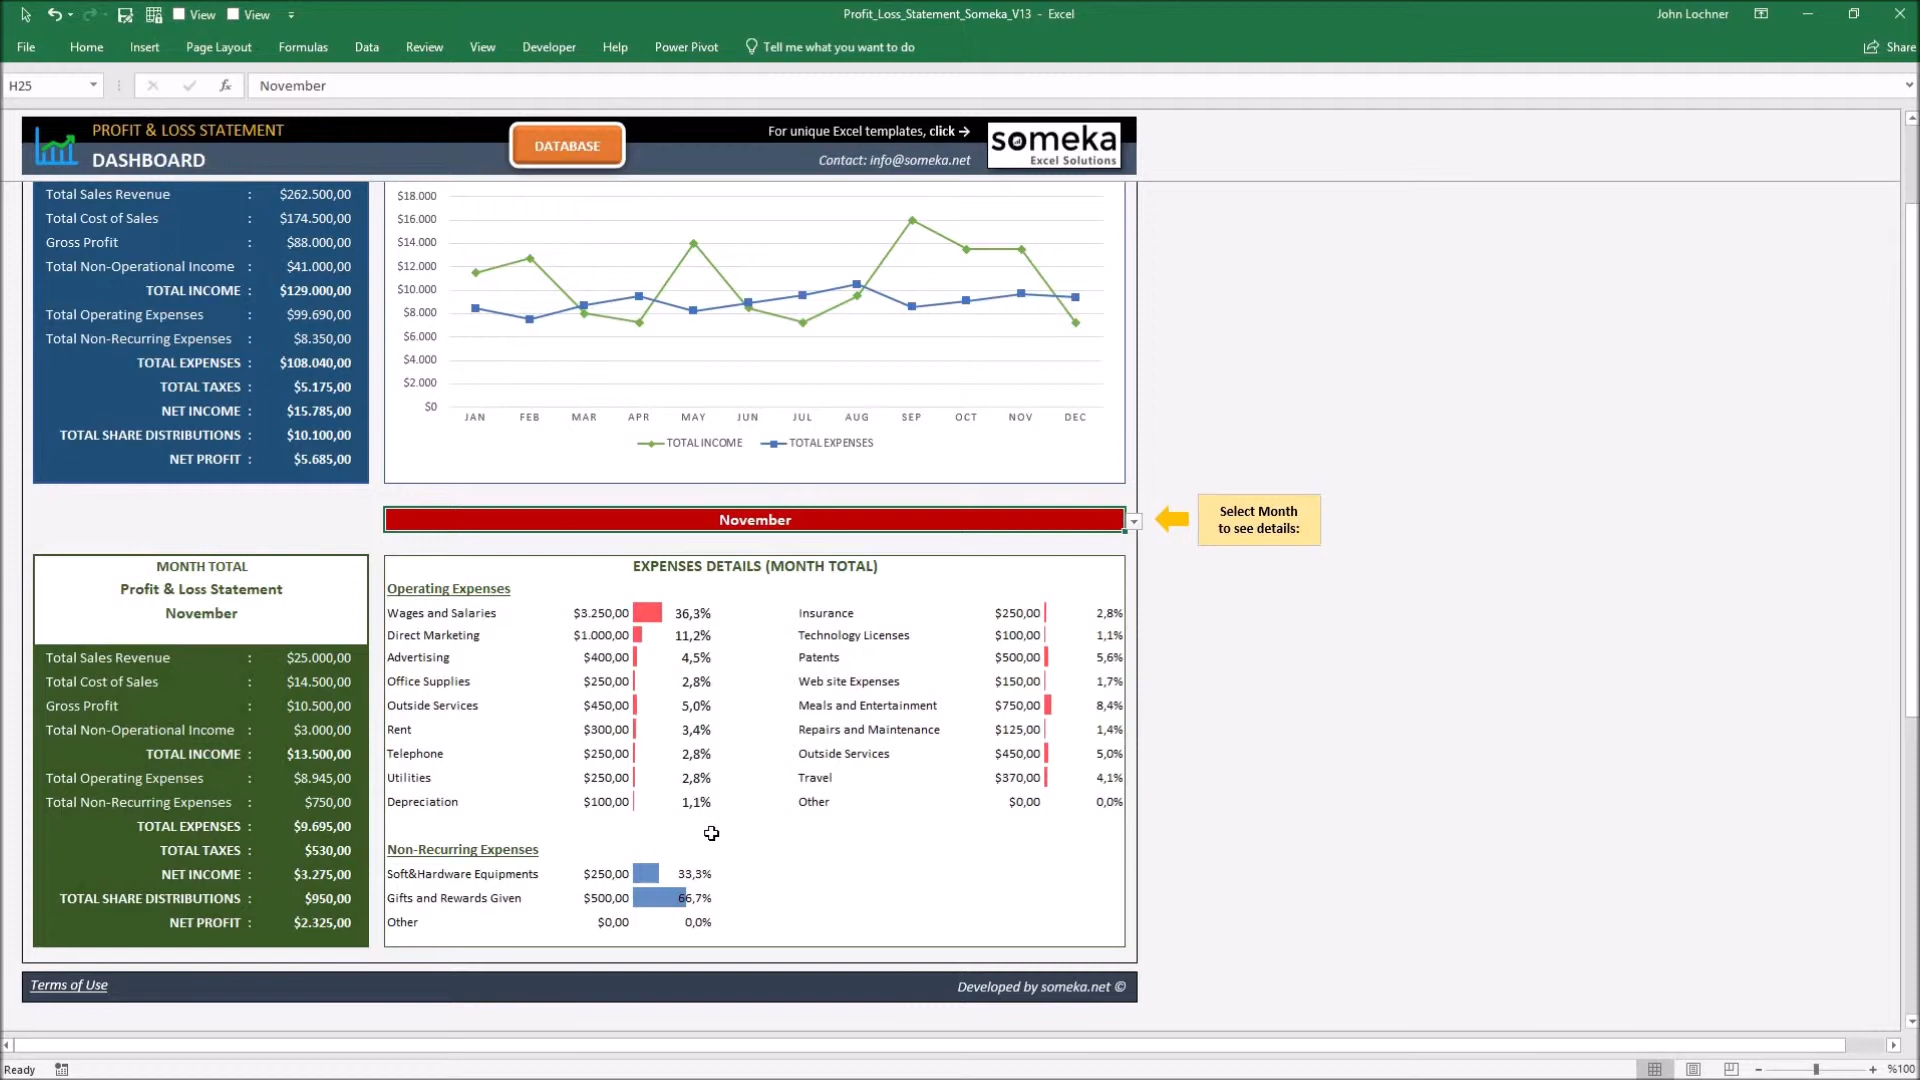 View
View
Profit_Loss_Statement_Someka_V13 - Excel
John Lochner
File Home Insert Page Layout Formulas Data Review View Developer Help Power Pivot Tell me what you want to do Share
H25 fx November
PROFIT & LOSS STATEMENT
DASHBOARD
DATABASE
For unique Excel templates, click →
Contact: info@someka.net
someka
Excel Solutions
Total Sales Revenue : $262.500,00
Total Cost of Sales : $174.500,00
Gross Profit : $88.000,00
Total Non-Operational Income : $41.000,00
TOTAL INCOME : $129.000,00
Total Operating Expenses : $99.690,00
Total Non-Recurring Expenses : $8.350,00
TOTAL EXPENSES : $108.040,00
TOTAL TAXES : $5.175,00
NET INCOME : $15.785,00
TOTAL SHARE DISTRIBUTIONS : $10.100,00
NET PROFIT : $5.685,00
$18.000
$16.000
$14.000
$12.000
$10.000
$8.000
$6.000
$4.000
$2.000
$0
JAN FEB MAR APR MAY JUN JUL AUG SEP OCT NOV DEC
TOTAL INCOME TOTAL EXPENSES
November
Select Month
to see details:
MONTH TOTAL
Profit & Loss Statement
November
Total Sales Revenue : $25.000,00
Total Cost of Sales : $14.500,00
Gross Profit : $10.500,00
Total Non-Operational Income : $3.000,00
TOTAL INCOME : $13.500,00
Total Operating Expenses : $8.945,00
Total Non-Recurring Expenses : $750,00
TOTAL EXPENSES : $9.695,00
TOTAL TAXES : $530,00
NET INCOME : $3.275,00
TOTAL SHARE DISTRIBUTIONS : $950,00
NET PROFIT : $2.325,00
EXPENSES DETAILS (MONTH TOTAL)
Operating Expenses
Wages and Salaries $3.250,00 36,3% Insurance $250,00 2,8%
Direct Marketing $1.000,00 11,2% Technology Licenses $100,00 1,1%
Advertising $400,00 4,5% Patents $500,00 5,6%
Office Supplies $250,00 2,8% Web site Expenses $150,00 1,7%
Outside Services $450,00 5,0% Meals and Entertainment $750,00 8,4%
Rent $300,00 3,4% Repairs and Maintenance $125,00 1,4%
Telephone $250,00 2,8% Outside Services $450,00 5,0%
Utilities $250,00 2,8% Travel $370,00 4,1%
Depreciation $100,00 1,1% Other $0,00 0,0%
Non-Recurring Expenses
Soft&Hardware Equipments $250,00 33,3%
Gifts and Rewards Given $500,00 66,7%
Other $0,00 0,0%
Terms of Use
Developed by someka.net ©
Ready
%100